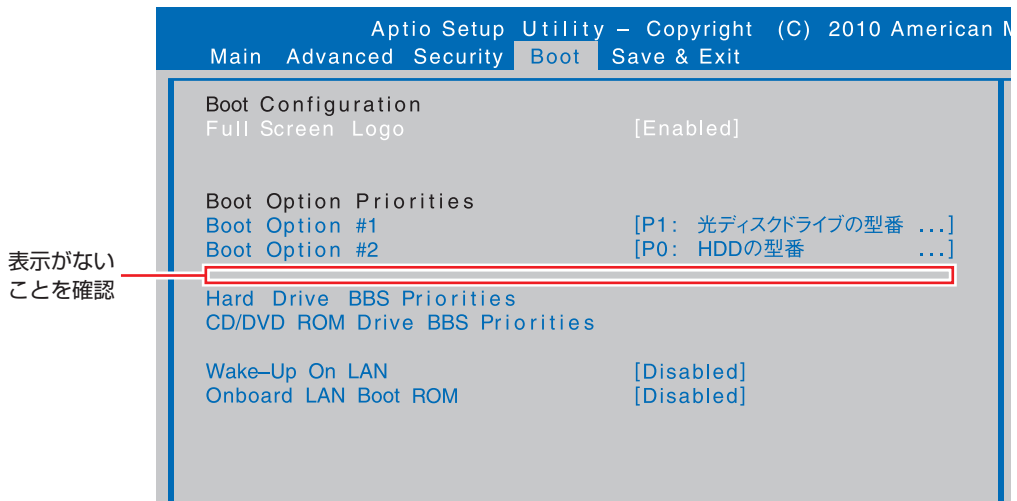 Aptio Setup Utility – Copyright (C) 2010 American
Main Advanced Security Boot Save & Exit
Boot Configuration
Full Screen Logo [Enabled]
Boot Option Priorities
Boot Option #1 [P1: 光ディスクドライブの型番 ...]
Boot Option #2 [P0: HDDの型番 ...]
表示がない
ことを確認
Hard Drive BBS Priorities
CD/DVD ROM Drive BBS Priorities
Wake–Up On LAN [Disabled]
Onboard LAN Boot ROM [Disabled]